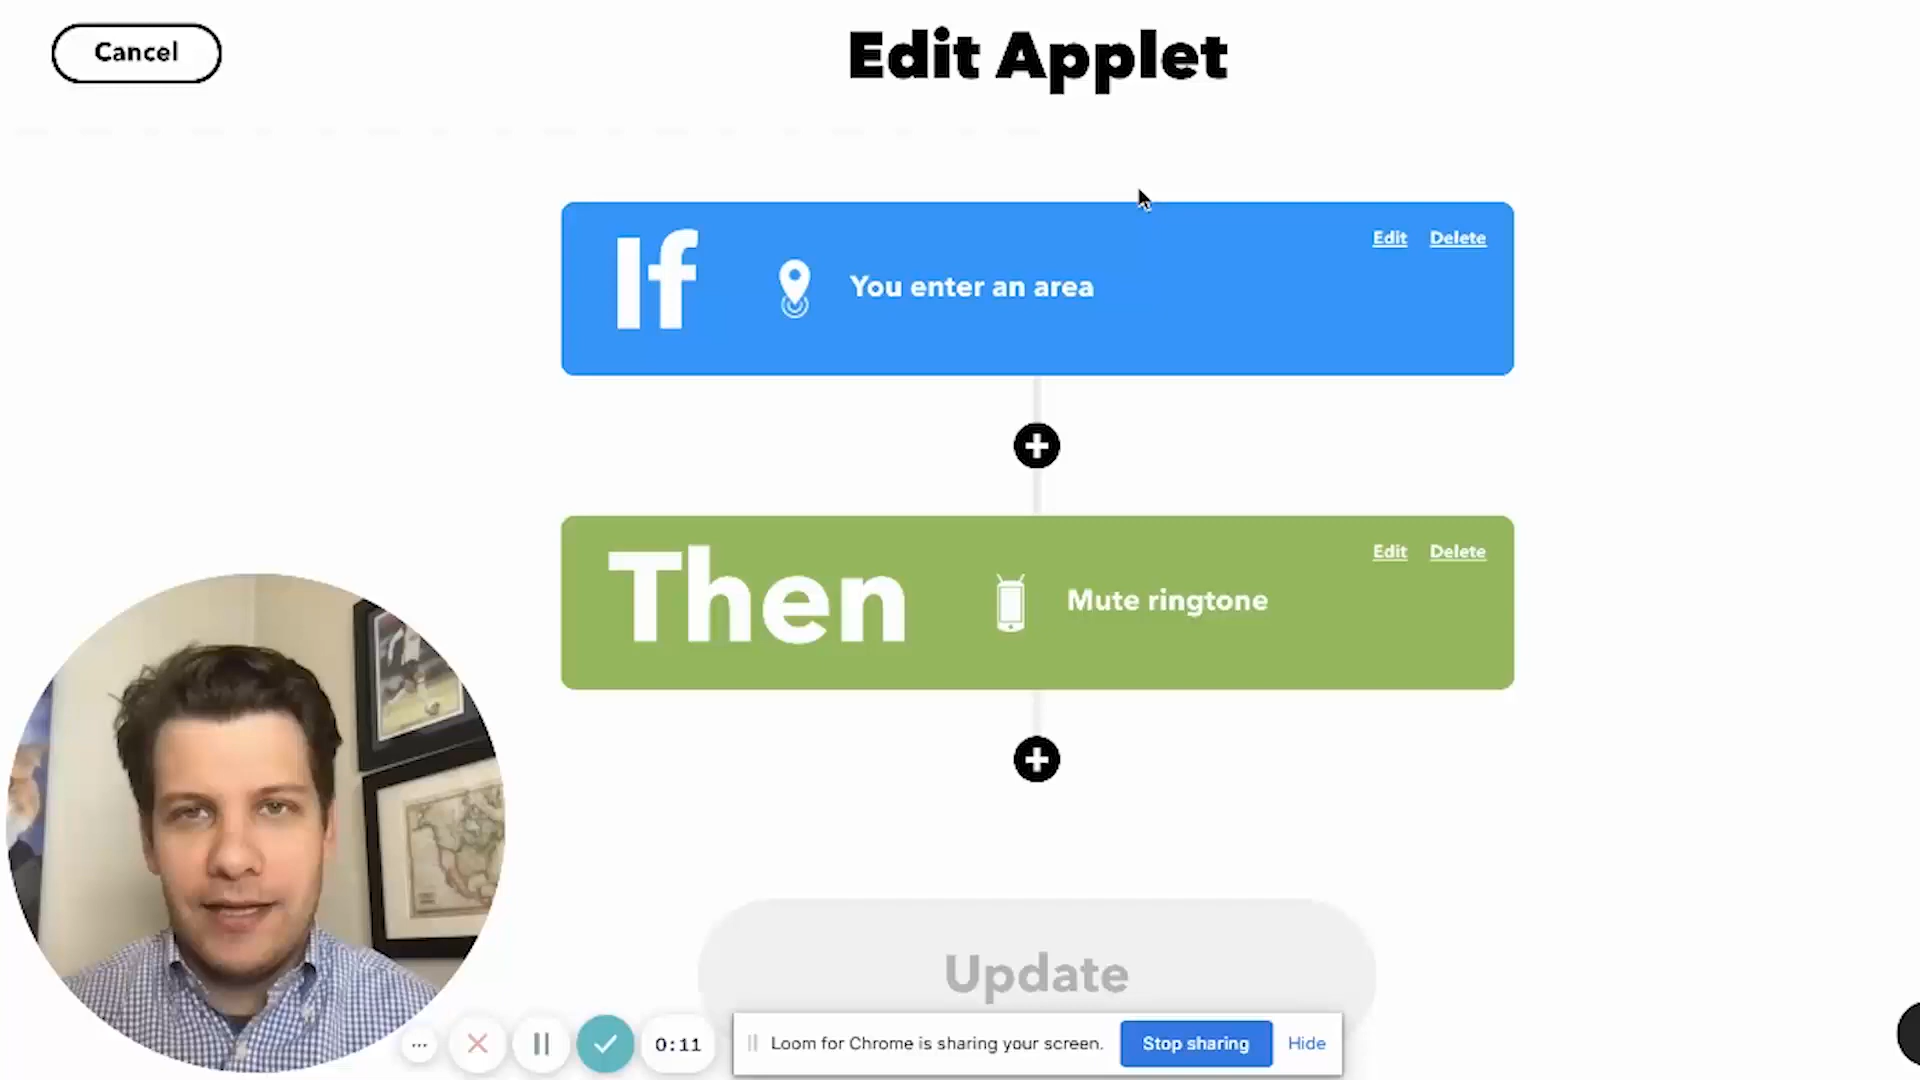 Cancel
Edit Applet
If
You enter an area
Edit Delete
Then
Mute ringtone
Edit Delete
Update
0:11
Loom for Chrome is sharing your screen.
Stop sharing
Hide